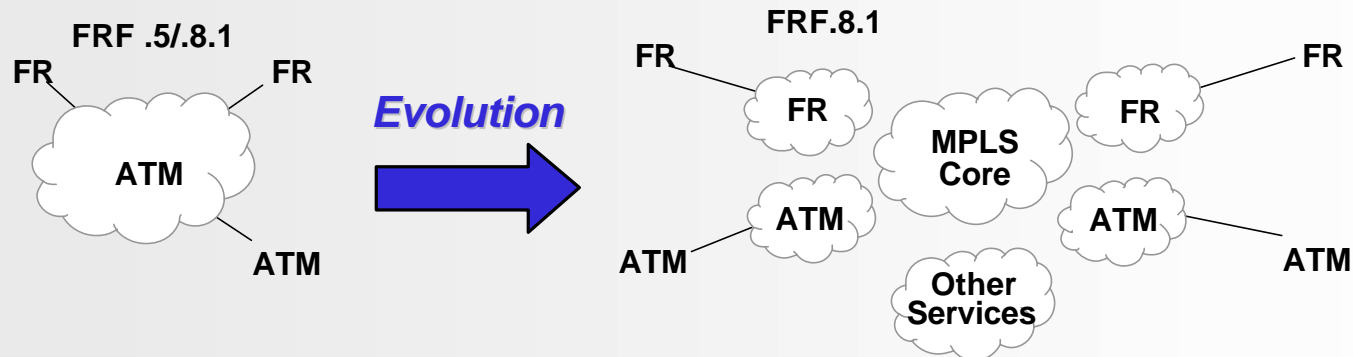 FRF .5/.8.1
FR
FR
ATM
ATM
Evolution
FRF.8.1
FR
FR
FR
FR
MPLS
Core
ATM
ATM
ATM
ATM
Other
Services